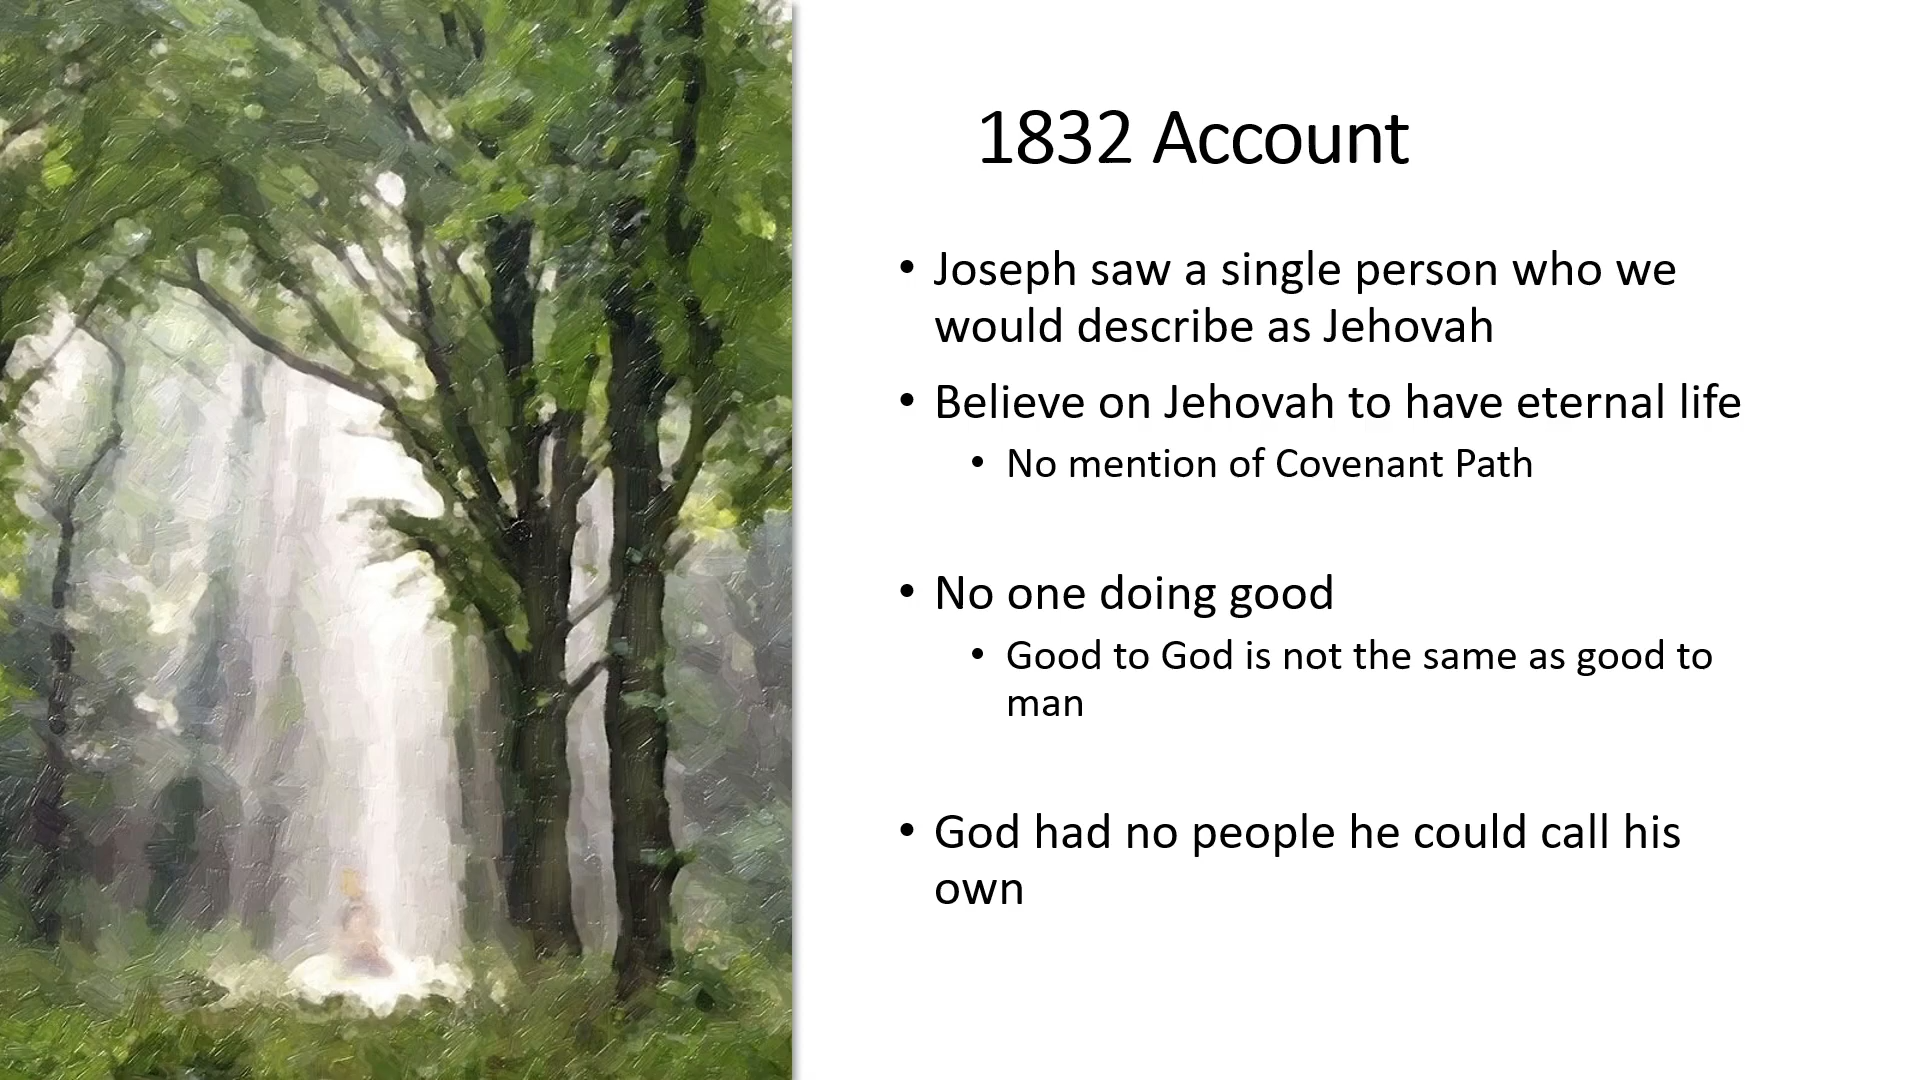 1832 Account
• Joseph saw a single person who we
would describe as Jehovah
• Believe on Jehovah to have eternal life
• No mention of Covenant Path
• No one doing good
• Good to God is not the same as good to
man
• God had no people he could call his
own